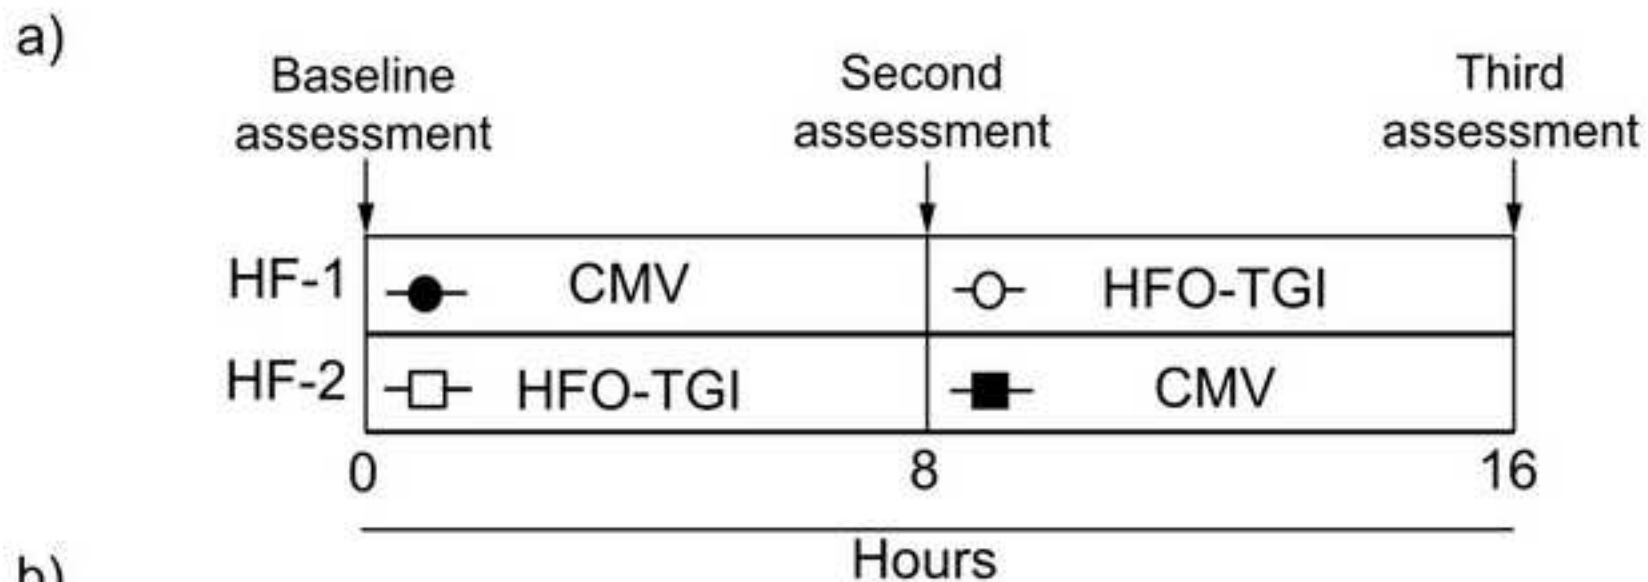 a)
Baseline assessment
Second assessment
Third assessment
HF-1 CMV HFO-TGI
HF-2 HFO-TGI CMV
0 8 16
Hours
b)